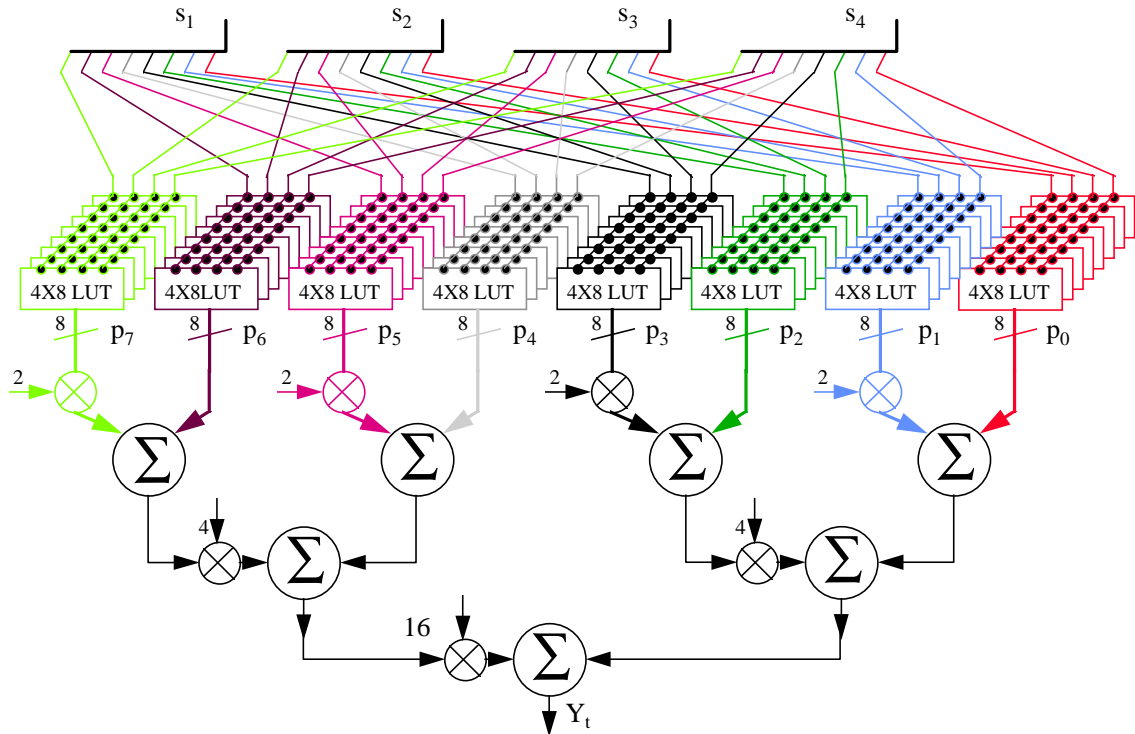 s₁ s₂ s₃ s₄
4X8 LUT 4X8LUT 4X8 LUT 4X8 LUT 4X8 LUT 4X8 LUT 4X8 LUT 4X8 LUT
8 p₇ 8 p₆ 8 p₅ 8 p₄ 8 p₃ 8 p₂ 8 p₁ 8 p₀
2 2 2 2
Σ Σ Σ Σ
4 4
Σ Σ
16
Σ
Yₜ